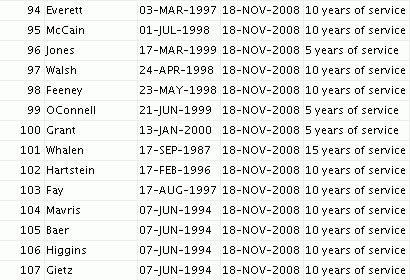 94 Everett 03-MAR-1997 18-NOV-2008 10 years of service
95 McCain 01-JUL-1998 18-NOV-2008 10 years of service
96 Jones 17-MAR-1999 18-NOV-2008 5 years of service
97 Walsh 24-APR-1998 18-NOV-2008 10 years of service
98 Feeney 23-MAY-1998 18-NOV-2008 10 years of service
99 OConnell 21-JUN-1999 18-NOV-2008 5 years of service
100 Grant 13-JAN-2000 18-NOV-2008 5 years of service
101 Whalen 17-SEP-1987 18-NOV-2008 15 years of service
102 Hartstein 17-FEB-1996 18-NOV-2008 10 years of service
103 Fay 17-AUG-1997 18-NOV-2008 10 years of service
104 Mavris 07-JUN-1994 18-NOV-2008 10 years of service
105 Baer 07-JUN-1994 18-NOV-2008 10 years of service
106 Higgins 07-JUN-1994 18-NOV-2008 10 years of service
107 Gietz 07-JUN-1994 18-NOV-2008 10 years of service